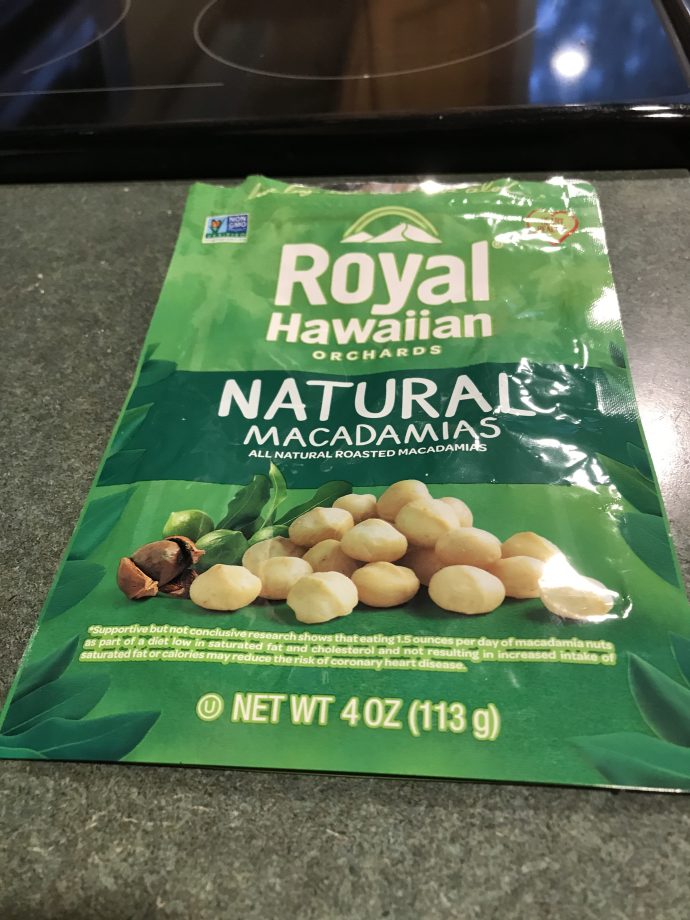 NON
GMO
Royal
Hawaiian
ORCHARDS
NATURAL
MACADAMIAS
ALL NATURAL ROASTED MACADAMIAS
*Supportive but not conclusive research shows that eating 1.5 ounces per day of macadamia nuts
as part of a diet low in saturated fat and cholesterol and not resulting in increased intake of
saturated fat or calories may reduce the risk of coronary heart disease.
U NET WT 4 OZ (113 g)